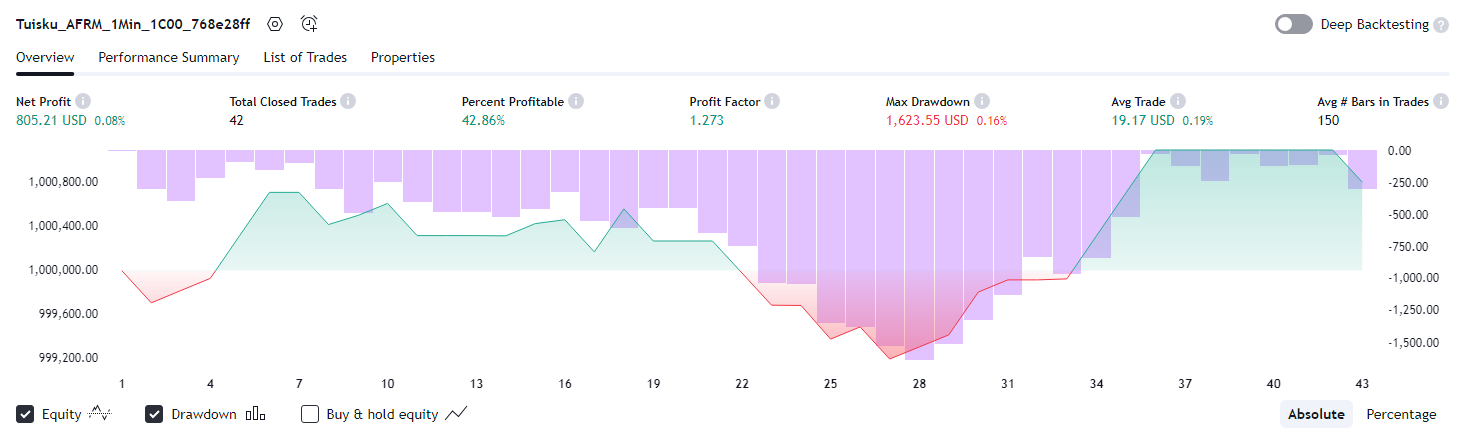 Tuisku_AFRM_1Min_1C00_768e28ff
Deep Backtesting
Overview Performance Summary List of Trades Properties
Net Profit Total Closed Trades Percent Profitable Profit Factor Max Drawdown Avg Trade Avg # Bars in Trades
805.21 USD 0.08% 42 42.86% 1.273 1,623.55 USD 0.16% 19.17 USD 0.19% 150
0.00
1,000,800.00 -250.00
1,000,400.00 -500.00
-750.00
1,000,000.00 -1,000.00
999,600.00 -1,250.00
999,200.00 -1,500.00
1 4 7 10 13 16 19 22 25 28 31 34 37 40 43
Equity Drawdown Buy & hold equity Absolute Percentage